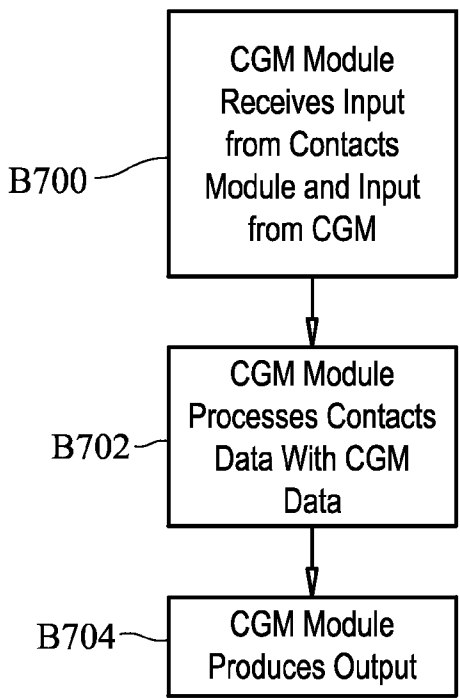 CGM Module
Receives Input
from Contacts
Module and Input
from CGM
B700
CGM Module
Processes Contacts
Data With CGM
Data
B702
CGM Module
Produces Output
B704